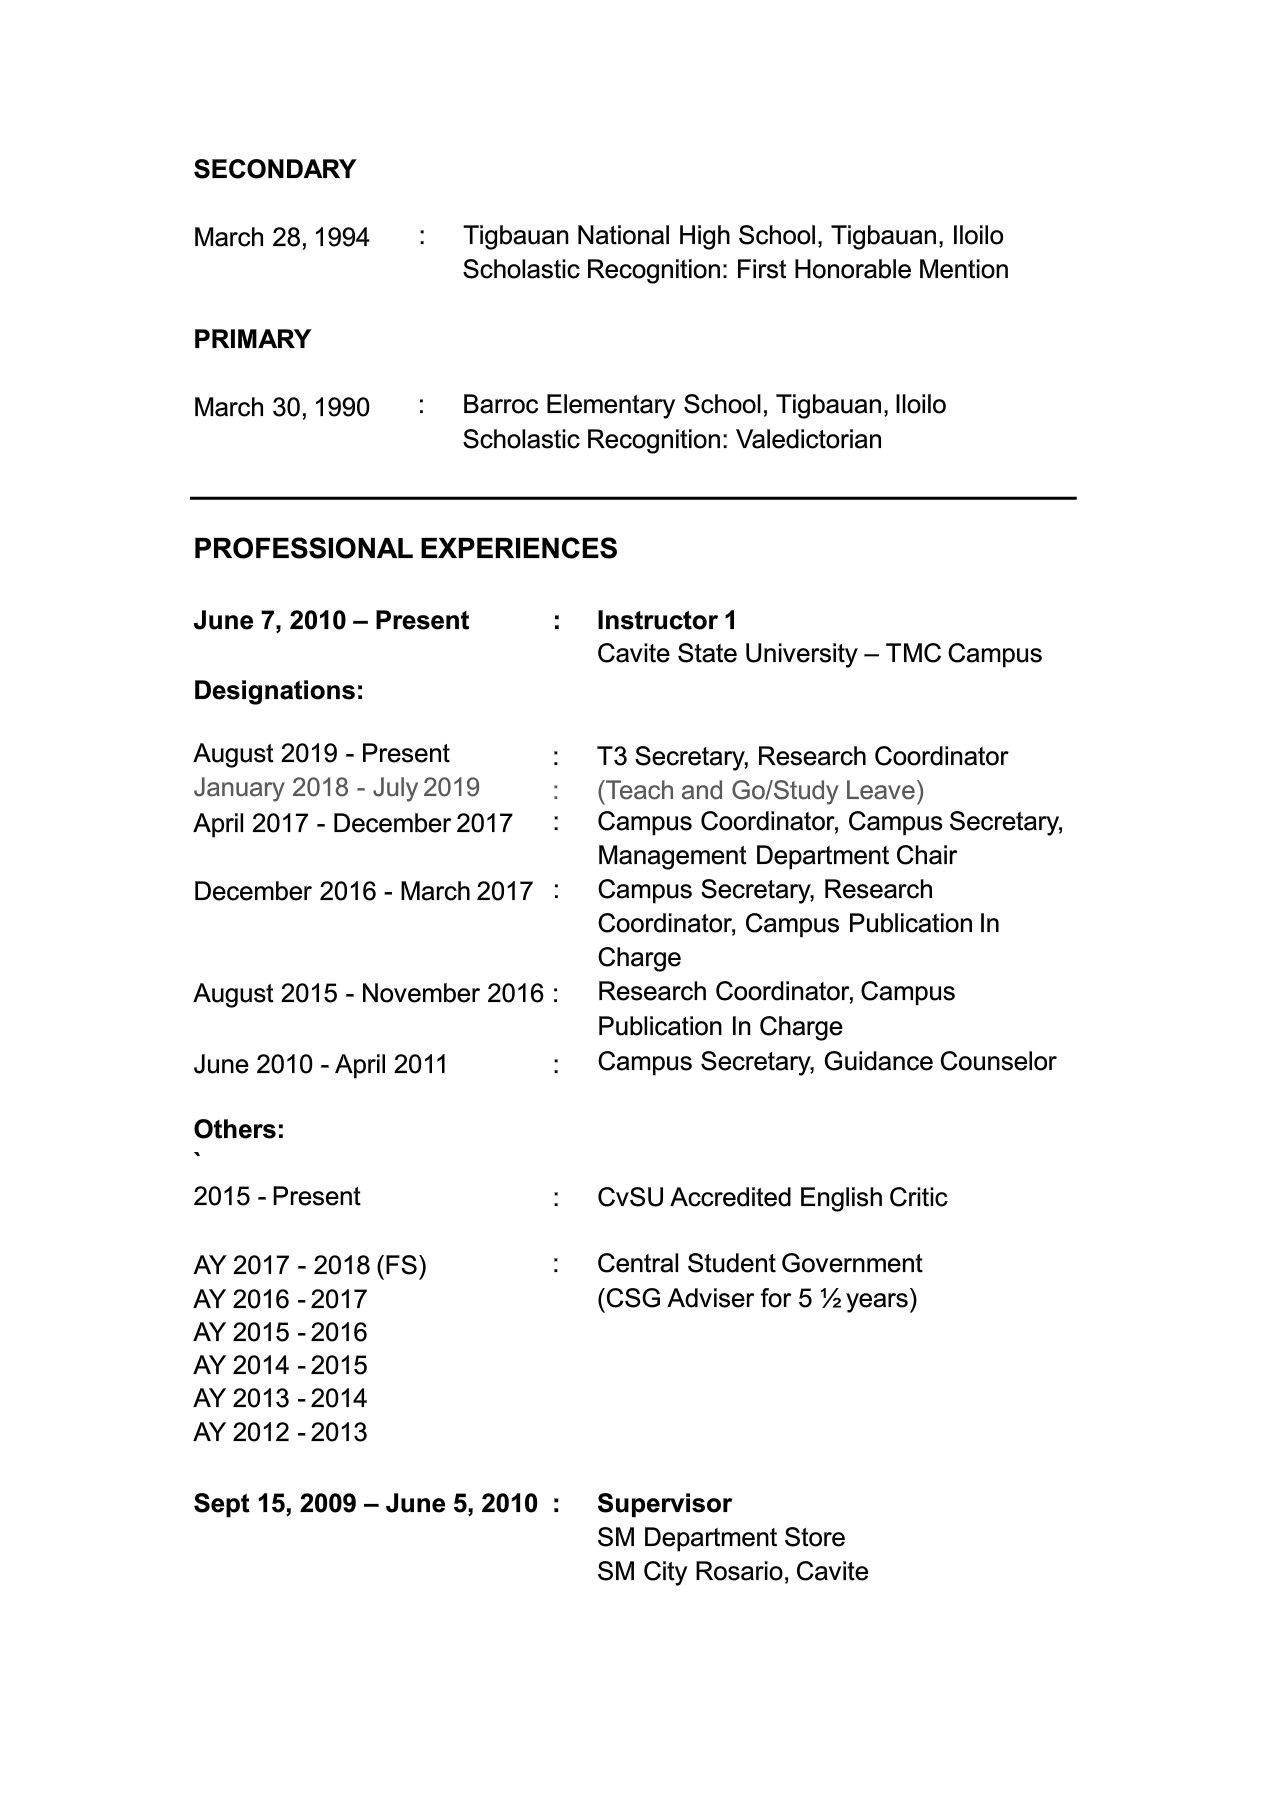 SECONDARY
March 28, 1994 : Tigbauan National High School, Tigbauan, Iloilo
Scholastic Recognition: First Honorable Mention
PRIMARY
March 30, 1990 : Barroc Elementary School, Tigbauan, Iloilo
Scholastic Recognition: Valedictorian
PROFESSIONAL EXPERIENCES
June 7, 2010 – Present : Instructor 1
Cavite State University – TMC Campus
Designations:
August 2019 - Present : T3 Secretary, Research Coordinator
January 2018 - July 2019 : (Teach and Go/Study Leave)
April 2017 - December 2017 : Campus Coordinator, Campus Secretary,
Management Department Chair
December 2016 - March 2017 : Campus Secretary, Research
Coordinator, Campus Publication In
Charge
August 2015 - November 2016 : Research Coordinator, Campus
Publication In Charge
June 2010 - April 2011 : Campus Secretary, Guidance Counselor
Others:
`
2015 - Present : CvSU Accredited English Critic
AY 2017 - 2018 (FS) : Central Student Government
AY 2016 - 2017 (CSG Adviser for 5 ½ years)
AY 2015 - 2016
AY 2014 - 2015
AY 2013 - 2014
AY 2012 - 2013
Sept 15, 2009 – June 5, 2010 : Supervisor
SM Department Store
SM City Rosario, Cavite